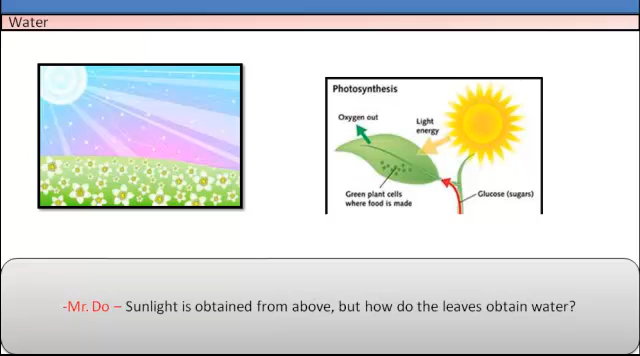 Water
Photosynthesis
Oxygen out
Light
energy
Green plant cells
where food is made
Glucose (sugars)
-Mr. Do – Sunlight is obtained from above, but how do the leaves obtain water?